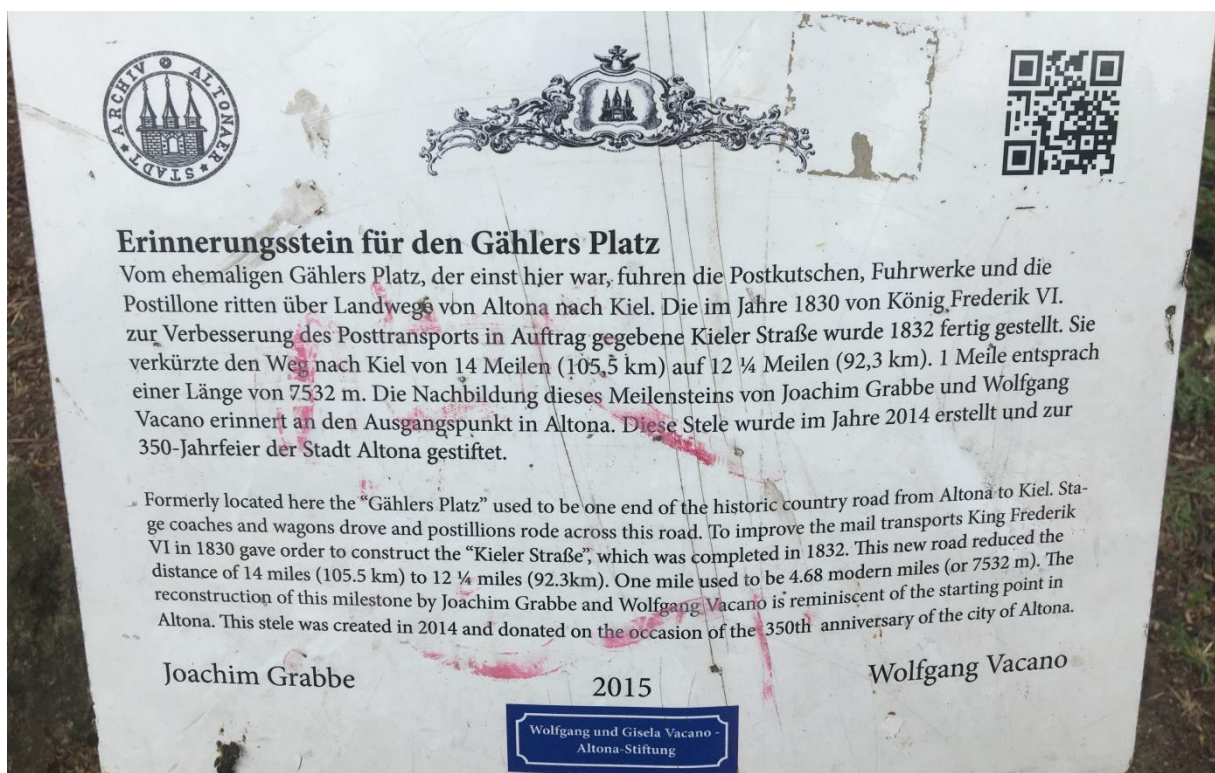 STADT ARCHIV ALTONAER STADT
Erinnerungsstein für den Gählers Platz
Vom ehemaligen Gählers Platz, der einst hier war, fuhren die Postkutschen, Fuhrwerke und die
Postillone ritten über Landwege von Altona nach Kiel. Die im Jahre 1830 von König Frederik VI.
zur Verbesserung des Posttransports in Auftrag gegebene Kieler Straße wurde 1832 fertig gestellt. Sie
verkürzte den Weg nach Kiel von 14 Meilen (105,5 km) auf 12 ¼ Meilen (92,3 km). 1 Meile entsprach
einer Länge von 7532 m. Die Nachbildung dieses Meilensteins von Joachim Grabbe und Wolfgang
Vacano erinnert an den Ausgangspunkt in Altona. Diese Stele wurde im Jahre 2014 erstellt und zur
350-Jahrfeier der Stadt Altona gestiftet.
Formerly located here the “Gählers Platz” used to be one end of the historic country road from Altona to Kiel. Sta-
ge coaches and wagons drove and postillions rode across this road. To improve the mail transports King Frederik
VI in 1830 gave order to construct the “Kieler Straße”, which was completed in 1832. This new road reduced the
distance of 14 miles (105.5 km) to 12 ¼ miles (92.3km). One mile used to be 4.68 modern miles (or 7532 m). The
reconstruction of this milestone by Joachim Grabbe and Wolfgang Vacano is reminiscent of the starting point in
Altona. This stele was created in 2014 and donated on the occasion of the 350th anniversary of the city of Altona.
Joachim Grabbe
2015
Wolfgang Vacano
Wolfgang und Gisela Vacano -
Altona-Stiftung